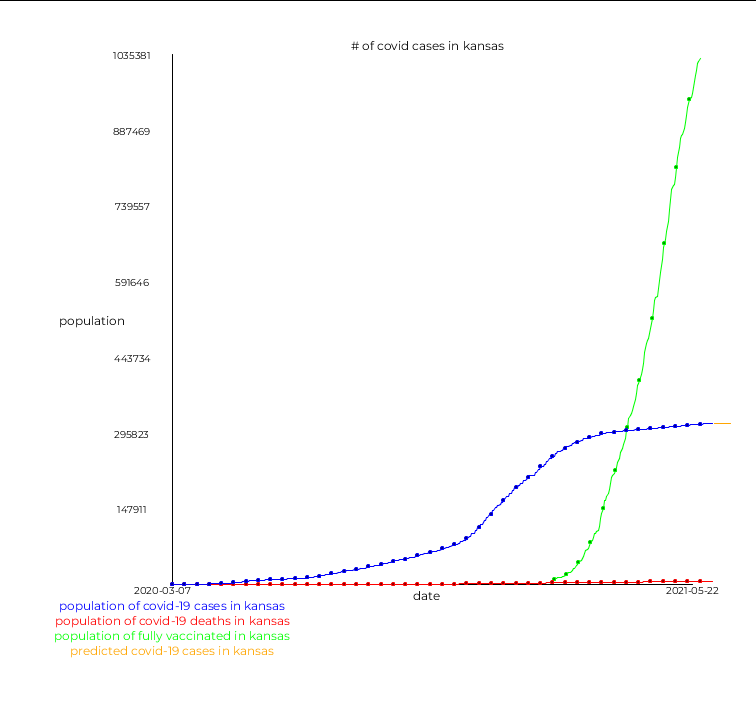 # of covid cases in kansas
1035381
887469
739557
591646
population
443734
295823
147911
2020-03-07
2021-05-22
date
population of covid-19 cases in kansas
population of covid-19 deaths in kansas
population of fully vaccinated in kansas
predicted covid-19 cases in kansas